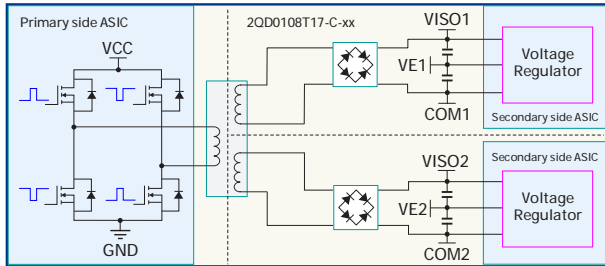 Primary side ASIC
2QD0108T17-C-xx
VCC
GND
VISO1
VE1
COM1
Voltage
Regulator
Secondary side ASIC
Secondary side ASIC
VISO2
VE2
COM2
Voltage
Regulator